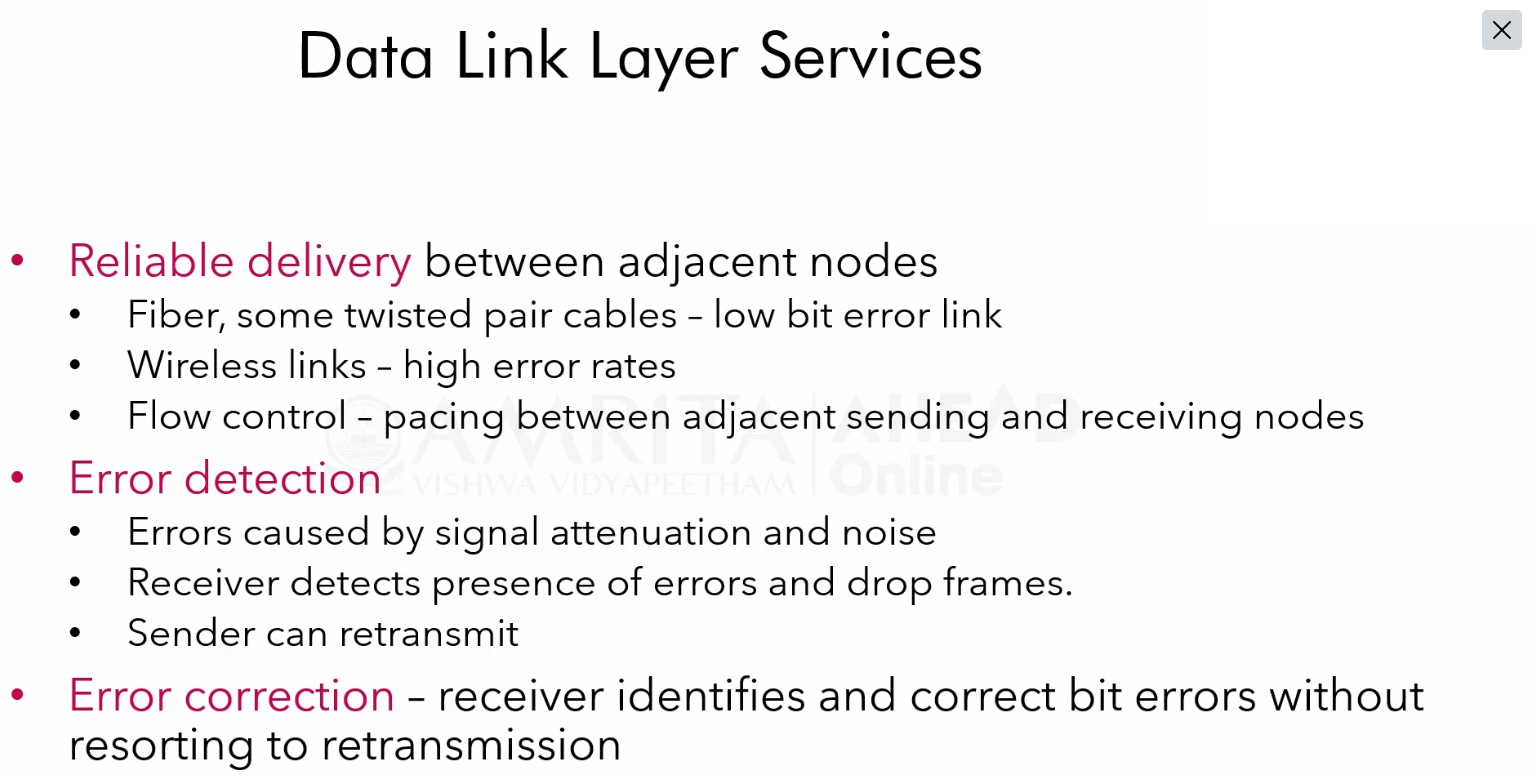 Data Link Layer Services
• Reliable delivery between adjacent nodes
• Fiber, some twisted pair cables – low bit error link
• Wireless links – high error rates
• Flow control – pacing between adjacent sending and receiving nodes
AMRITA AHEAD
VISHWA VIDYAPEETHAM Online
• Error detection
• Errors caused by signal attenuation and noise
• Receiver detects presence of errors and drop frames.
• Sender can retransmit
• Error correction – receiver identifies and correct bit errors without
resorting to retransmission